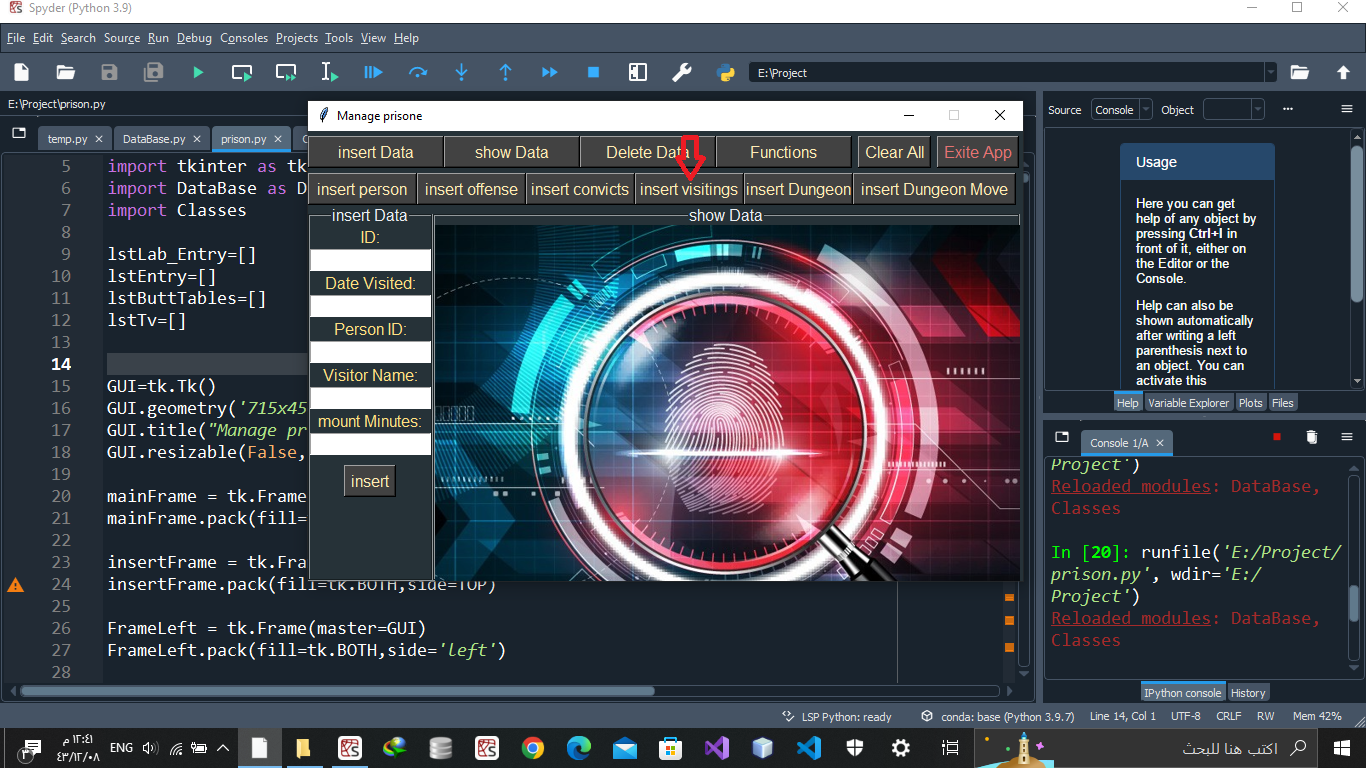 Spyder (Python 3.9)
File Edit Search Source Run Debug Consoles Projects Tools View Help
E:\Project
E:\Project\prison.py
temp.py
DataBase.py
prison.py
5 import tkinter as tk
6 import DataBase as D
7 import Classes
8
9 lstLab_Entry=[]
10 lstEntry=[]
11 lstButtTables=[]
12 lstTv=[]
13
14
15 GUI=tk.Tk()
16 GUI.geometry('715x45
17 GUI.title("Manage pr
18 GUI.resizable(False,
19
20 mainFrame = tk.Frame
21 mainFrame.pack(fill=
22
23 insertFrame = tk.Fra
24 insertFrame.pack(fill=tk.BOTH,side=TOP)
25
26 FrameLeft = tk.Frame(master=GUI)
27 FrameLeft.pack(fill=tk.BOTH,side='left')
28
Manage prisone
insert Data show Data Delete Data Functions Clear All Exite App
insert person insert offense insert convicts insert visitings insert Dungeon insert Dungeon Move
insert Data
show Data
ID:
Date Visited:
Person ID:
Visitor Name:
mount Minutes:
insert
Source Console Object
Usage
Here you can get
help of any object by
pressing Ctrl+I in
front of it, either on
the Editor or the
Console.
Help can also be
shown automatically
after writing a left
parenthesis next to
an object. You can
activate this
Help Variable Explorer Plots Files
Console 1/A
Project')
Reloaded modules: DataBase,
Classes
In [20]: runfile('E:/Project/
prison.py', wdir='E:/
Project')
Reloaded modules: DataBase,
Classes
IPython console History
LSP Python: ready conda: base (Python 3.9.7) Line 14, Col 1 UTF-8 CRLF RW Mem 42%
١٢:٤١ م
٤٣/١٢/٠٨
ENG
اكتب هنا للبحث